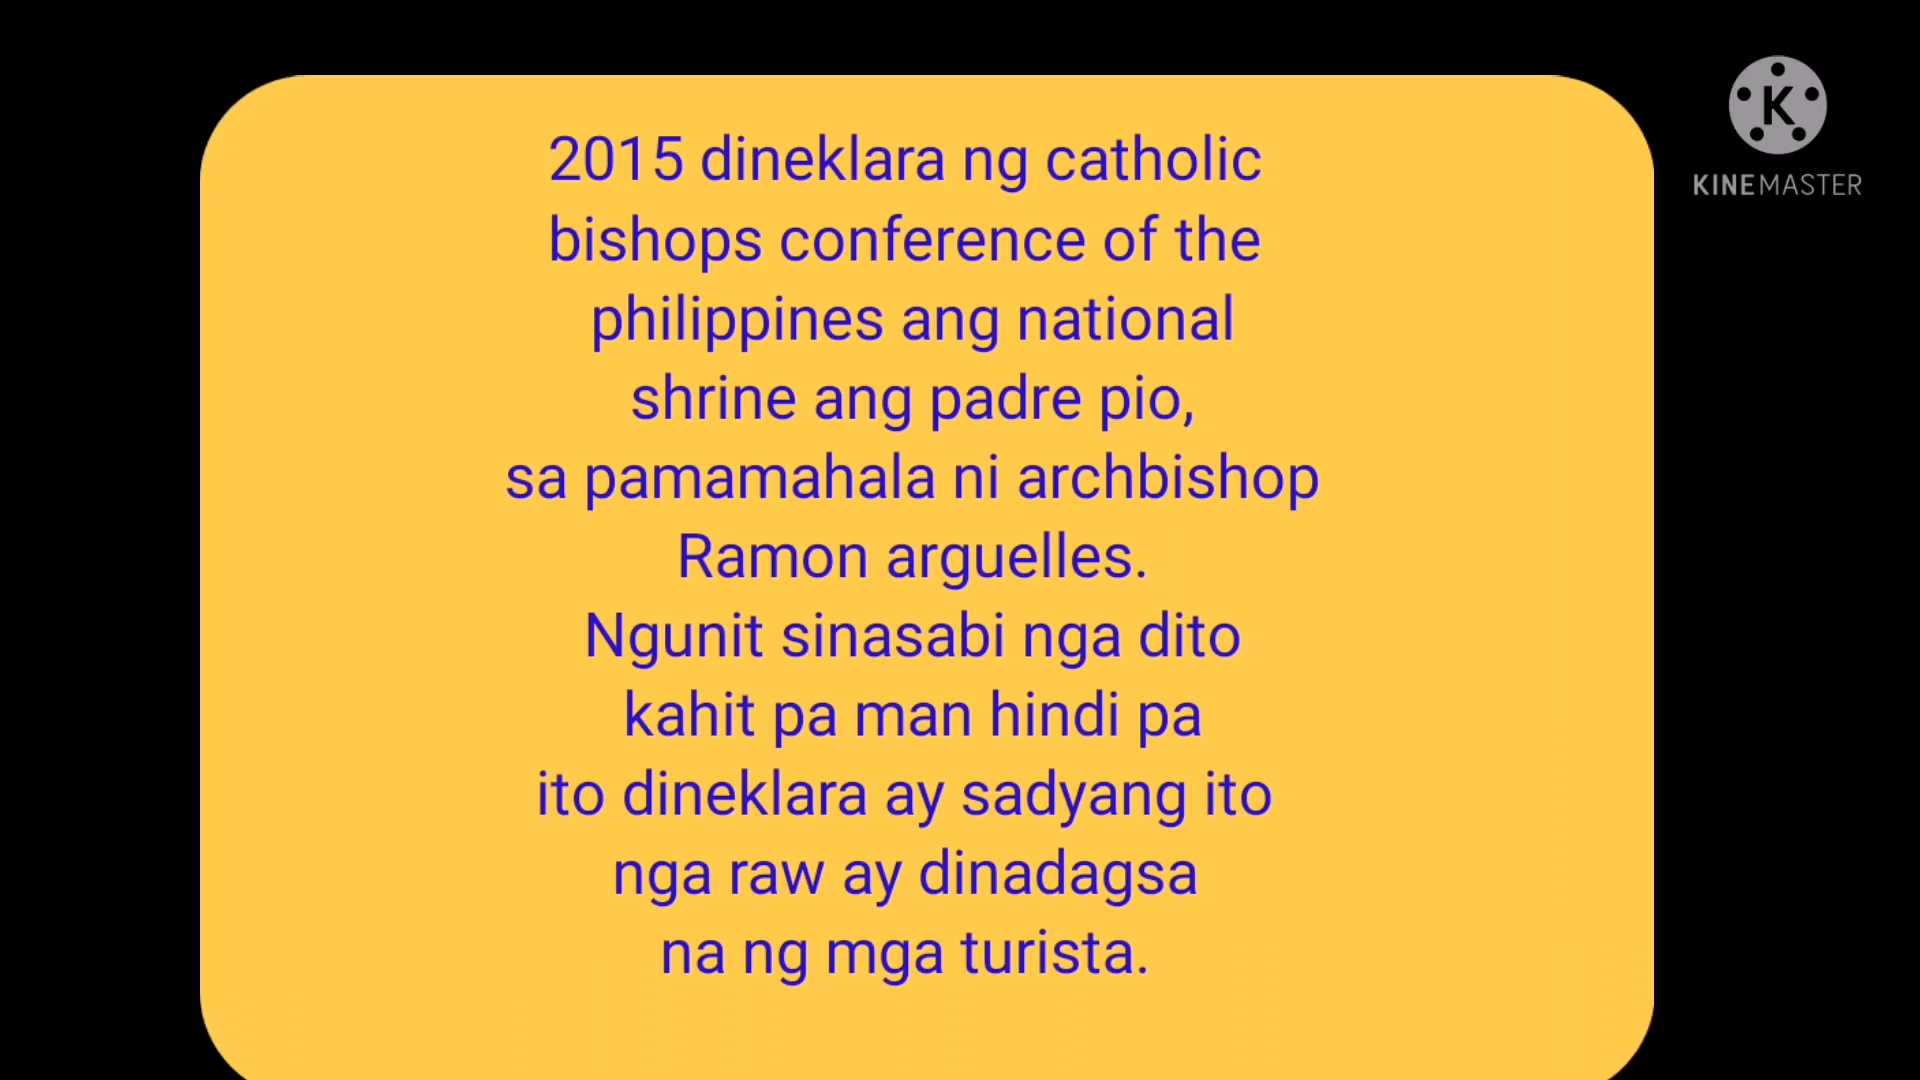 2015 dineklara ng catholic
bishops conference of the
philippines ang national
shrine ang padre pio,
sa pamamahala ni archbishop
Ramon arguelles.
Ngunit sinasabi nga dito
kahit pa man hindi pa
ito dineklara ay sadyang ito
nga raw ay dinadagsa
na ng mga turista.
K
KINEMASTER